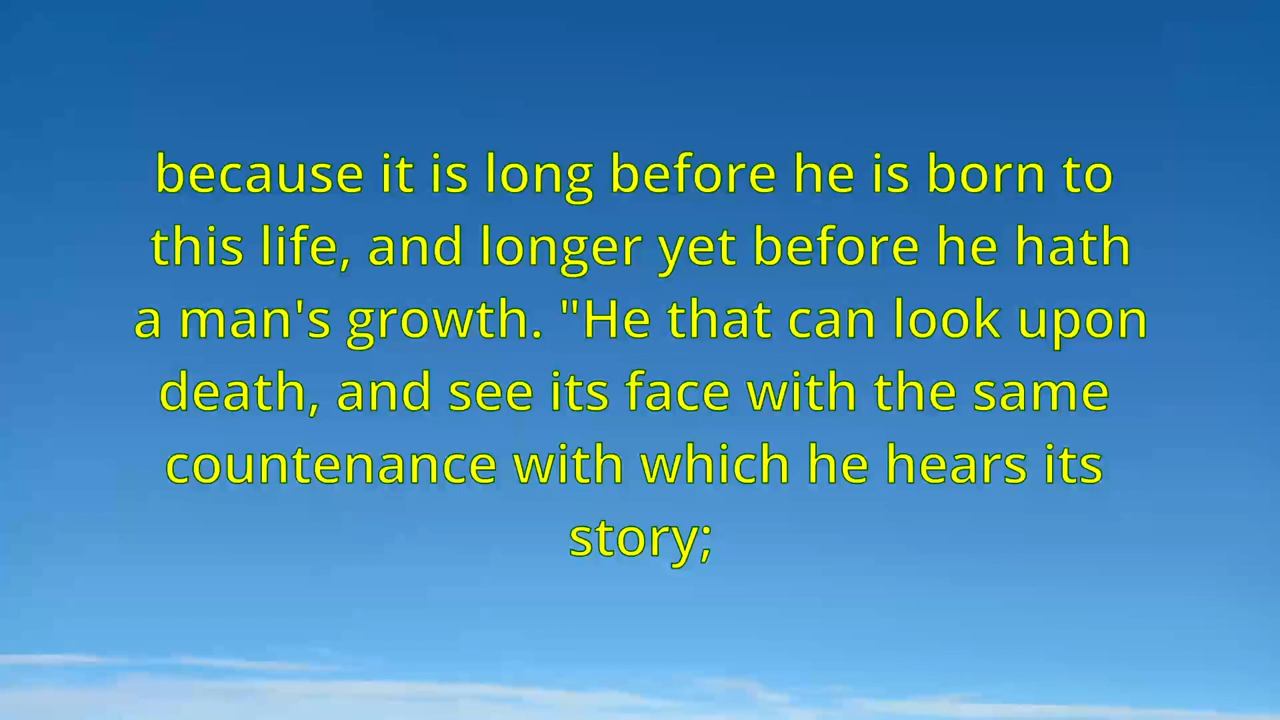 because it is long before he is born to
this life, and longer yet before he hath
a man's growth. "He that can look upon
death, and see its face with the same
countenance with which he hears its
story;